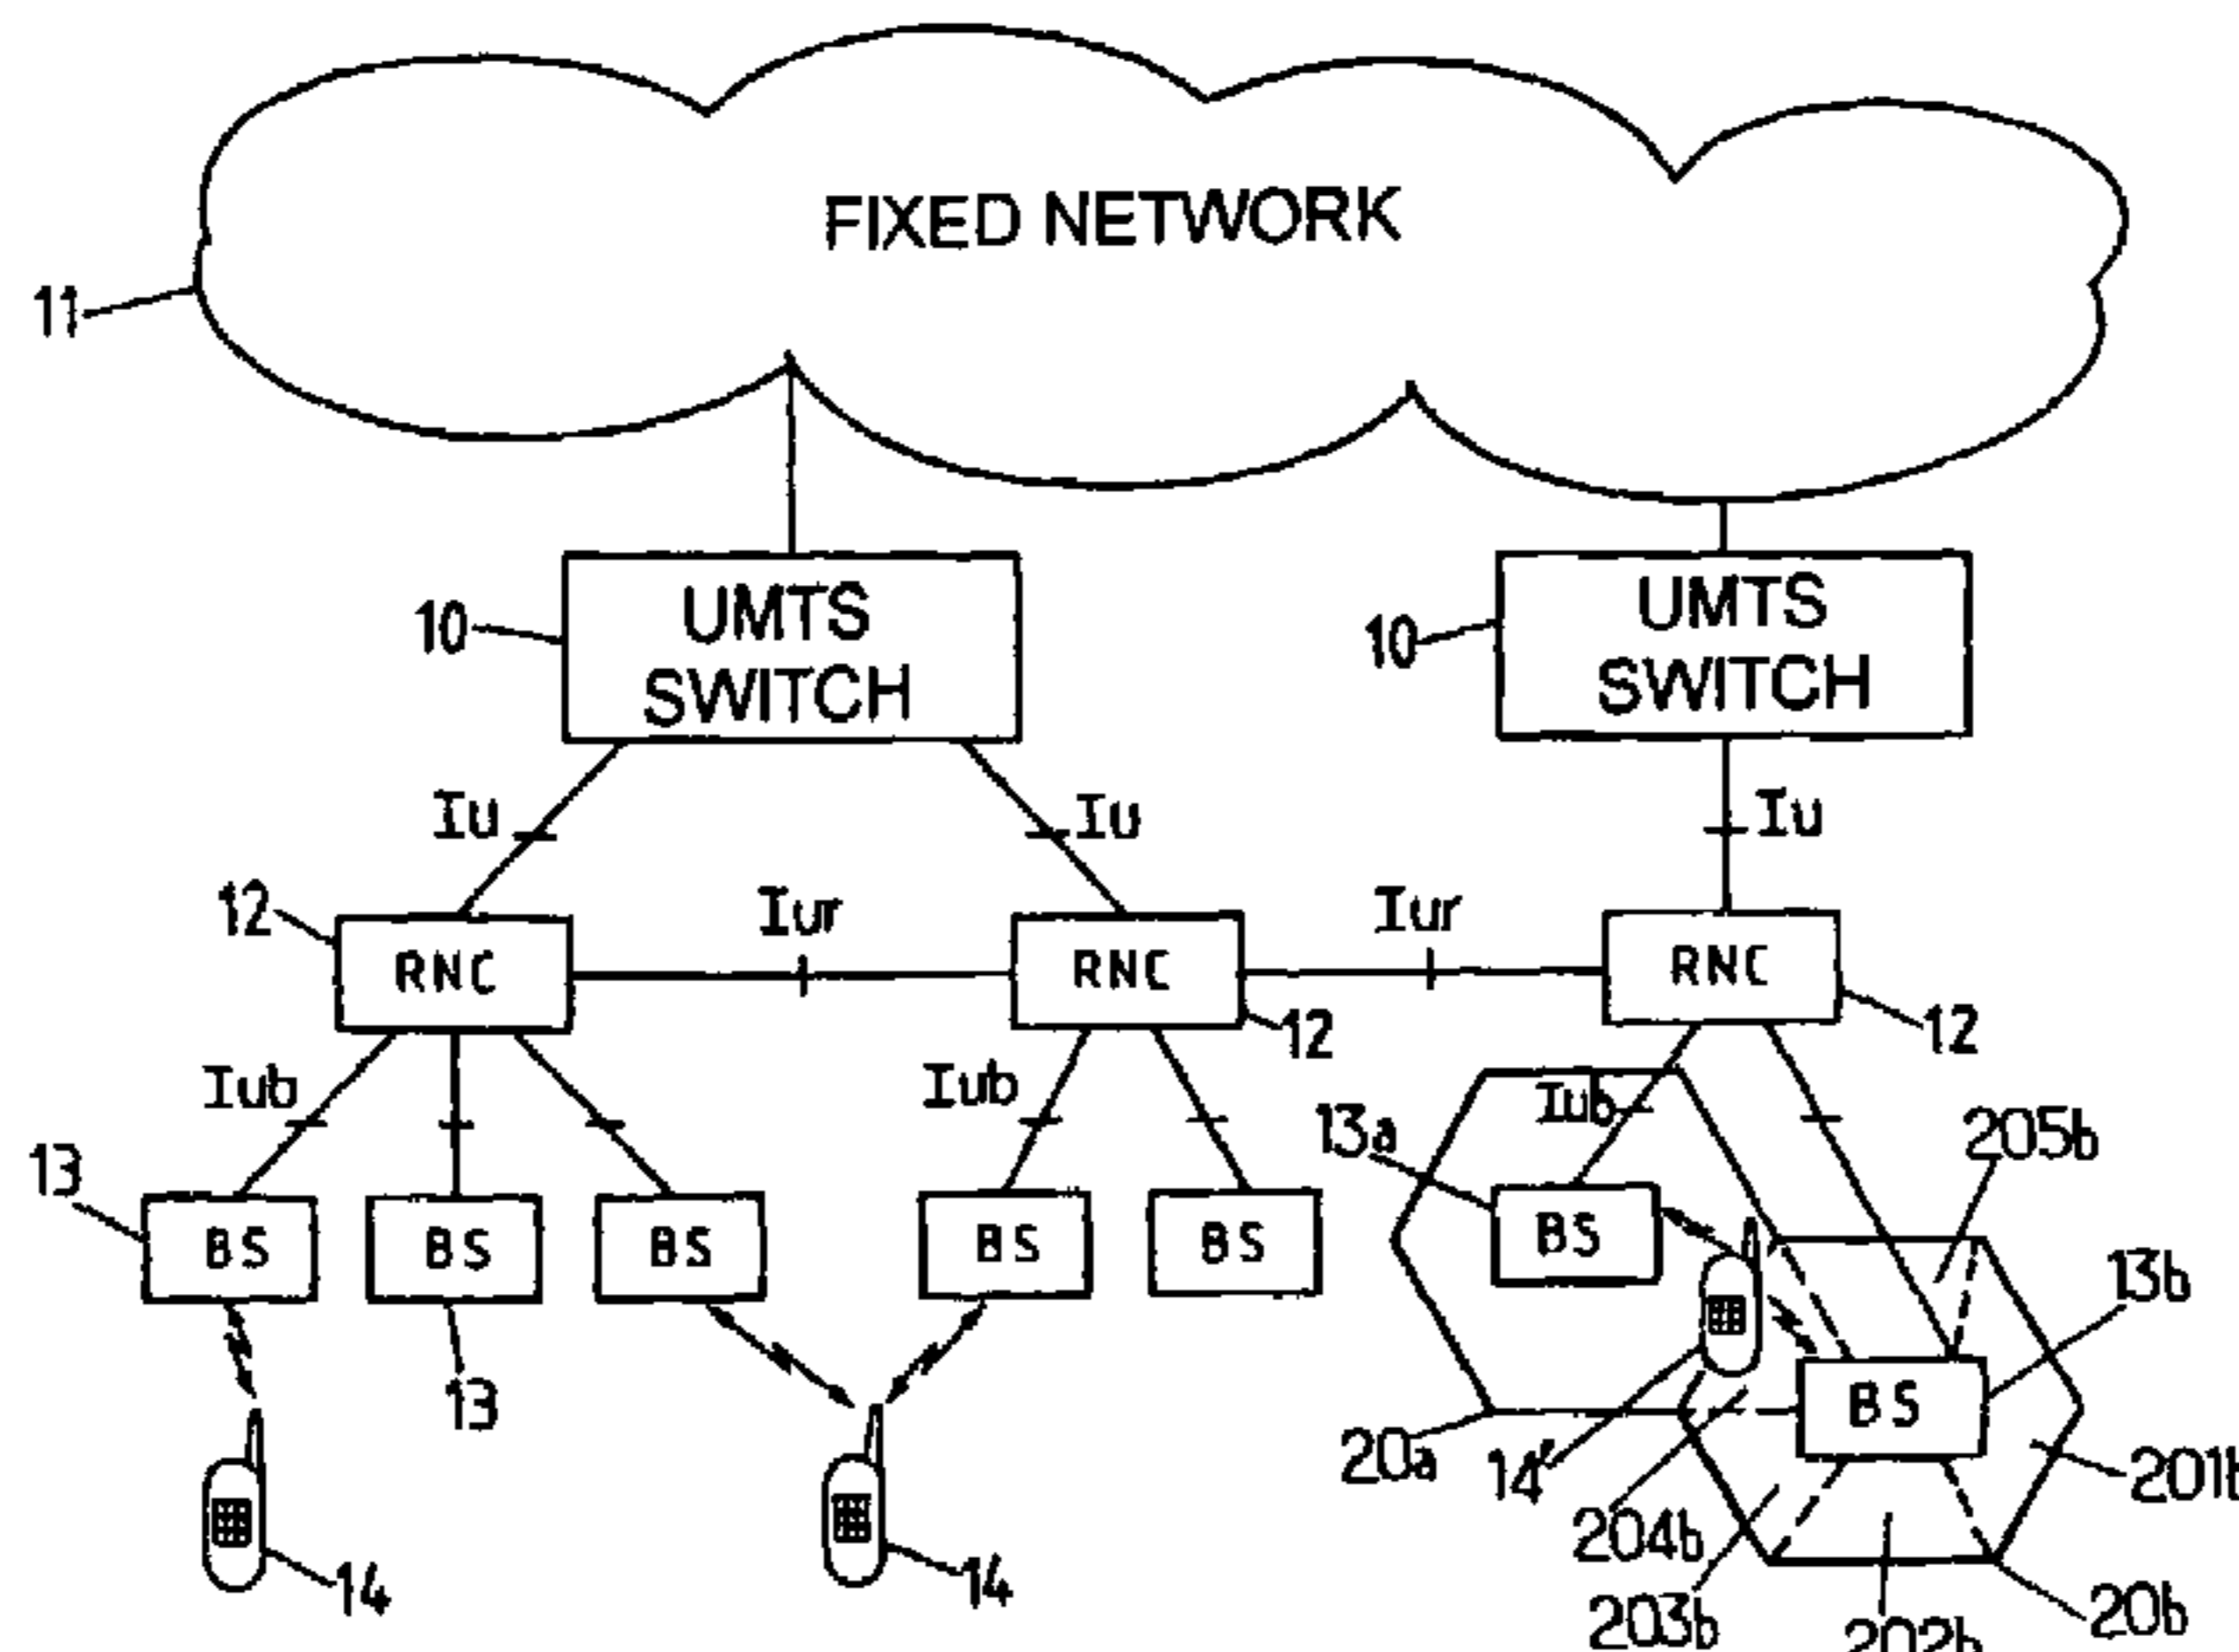 FIXED NETWORK
11
UMTS
SWITCH
10
UMTS
SWITCH
10
Iu
Iu
Iu
12
RNC
Iur
RNC
12
Iur
RNC
12
Iub
Iub
Iub
13a
205b
13
BS
BS
BS
BS
BS
BS
13b
13
BS
20a
14'
204b
201b
14
14
203b
202b
20b